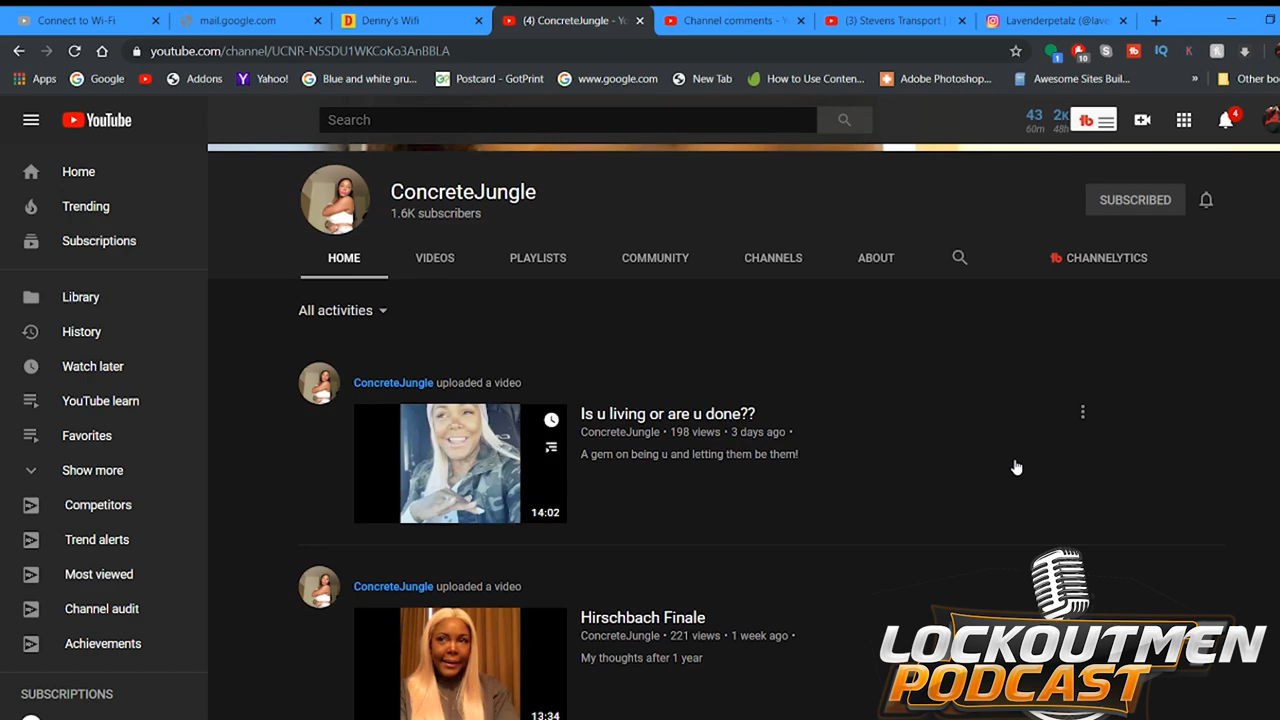 Connect to Wi-Fi
mail.google.com
Denny's Wifi
(4) ConcreteJungle - Yo
Channel comments - Y
(3) Stevens Transport |
Lavenderpetalz (@lave
youtube.com/channel/UCNR-N5SDU1WKCoKo3AnBBLA
1
10
IQ
K
Apps
Google
Addons
Yahoo!
Blue and white gru...
Postcard - GotPrint
www.google.com
New Tab
How to Use Conten...
Adobe Photoshop...
Awesome Sites Buil...
»
Other bo
YouTube
Search
43
60m
2K
48h
tb
4
Home
Trending
Subscriptions
Library
History
Watch later
YouTube learn
Favorites
Show more
Competitors
Trend alerts
Most viewed
Channel audit
Achievements
SUBSCRIPTIONS
ConcreteJungle
1.6K subscribers
SUBSCRIBED
HOME
VIDEOS
PLAYLISTS
COMMUNITY
CHANNELS
ABOUT
tb CHANNELYTICS
All activities
ConcreteJungle uploaded a video
14:02
Is u living or are u done??
ConcreteJungle • 198 views • 3 days ago •
A gem on being u and letting them be them!
ConcreteJungle uploaded a video
13:34
Hirschbach Finale
ConcreteJungle • 221 views • 1 week ago •
My thoughts after 1 year
LOCKOUTMEN
PODCAST